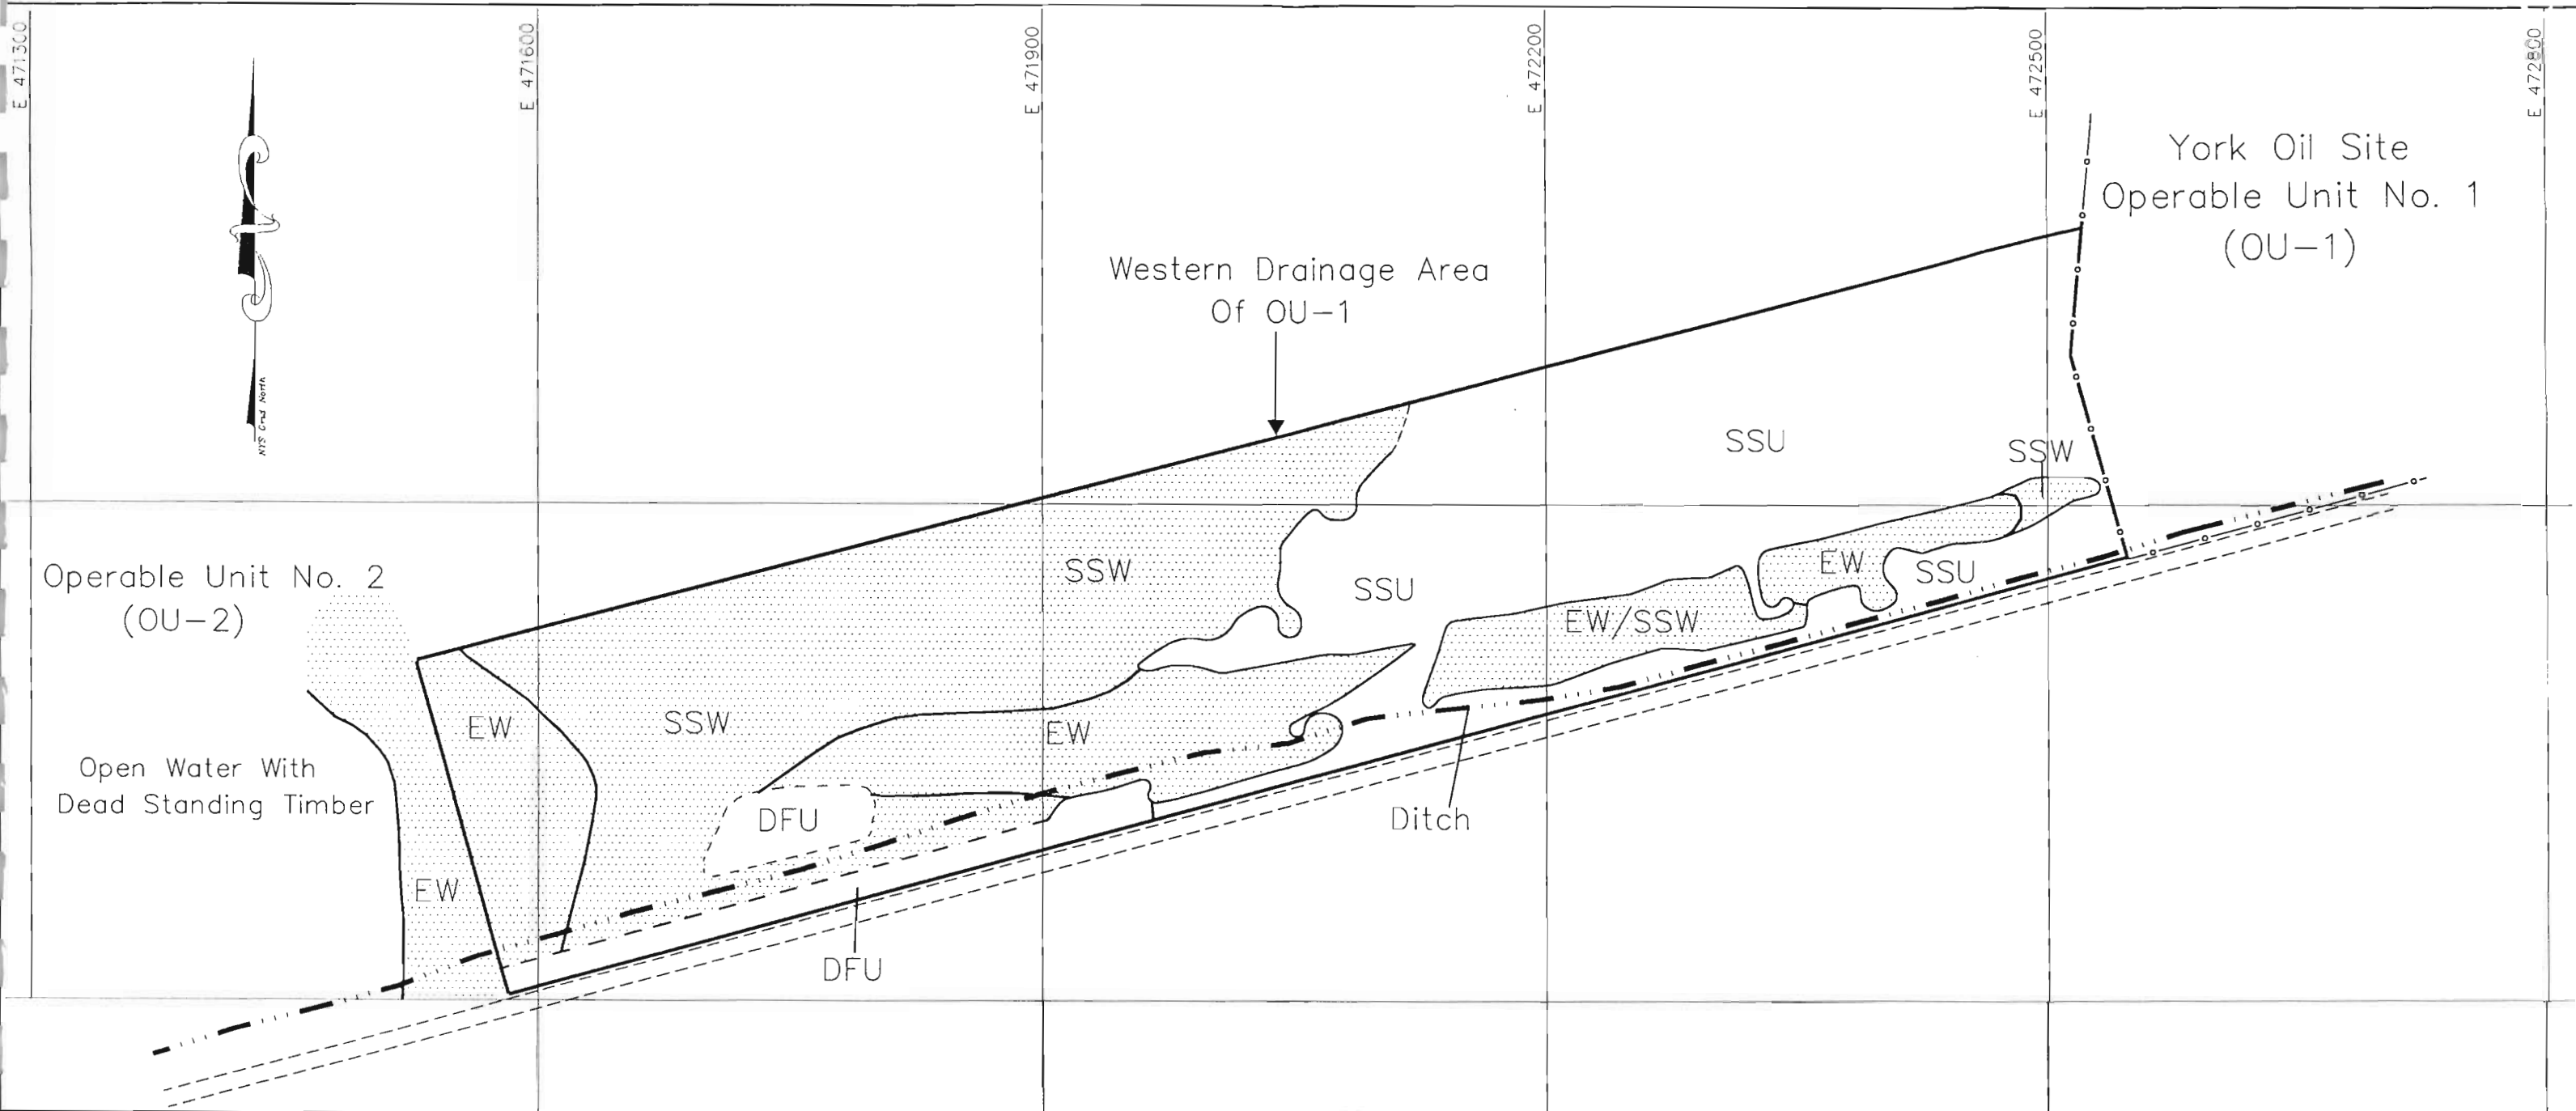 E 471300
E 471600
E 471900
E 472200
E 472500
E 472800
NYS Grid North
York Oil Site
Operable Unit No. 1
(OU-1)
Western Drainage Area
Of OU-1
SSU
SSW
Operable Unit No. 2
(OU-2)
SSW
SSU
EW
SSU
EW/SSW
EW
SSW
EW
Open Water With
Dead Standing Timber
DFU
Ditch
EW
DFU